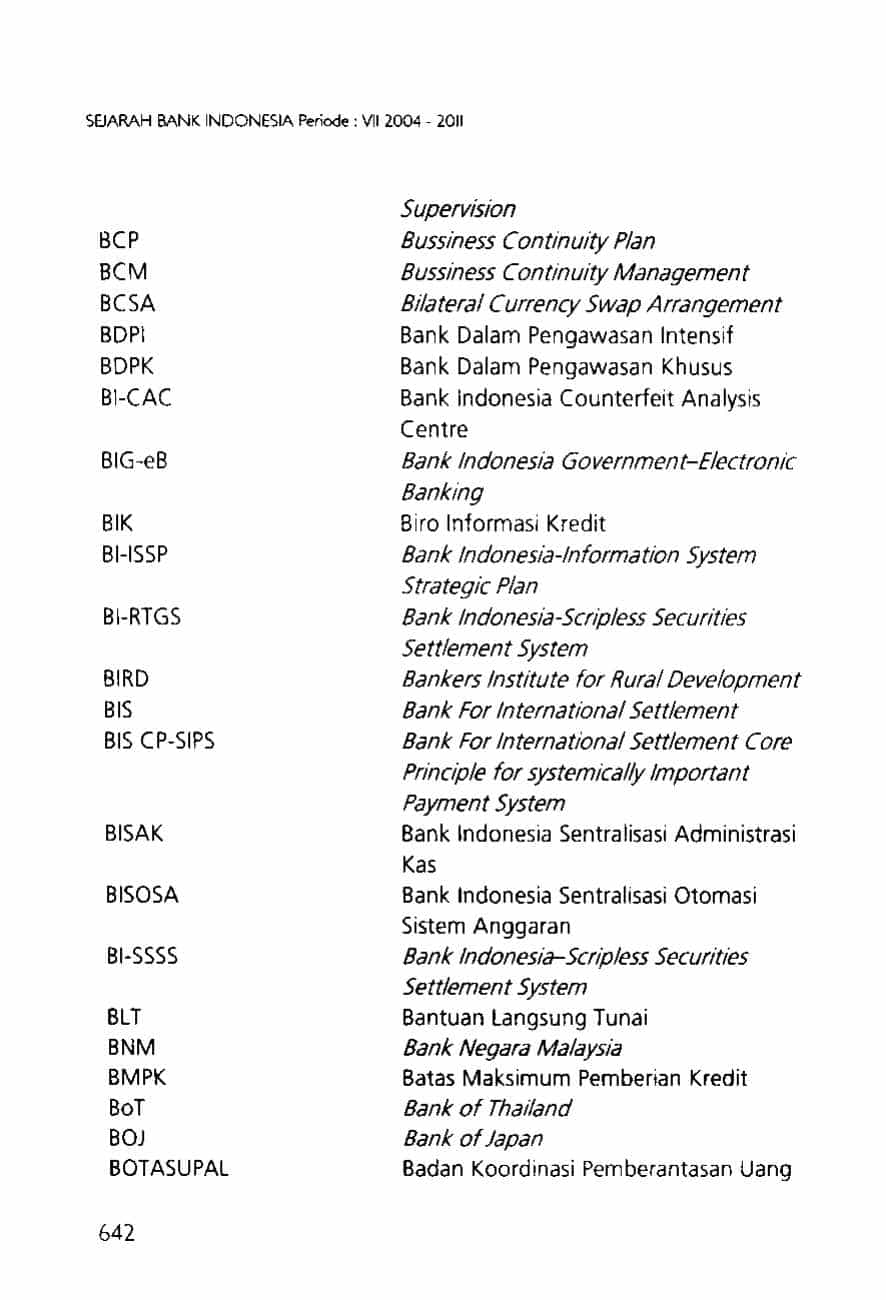 SEJARAH BANK INDONESIA Periode : VII 2004 - 2011
Supervision
BCP Bussiness Continuity Plan
BCM Bussiness Continuity Management
BCSA Bilateral Currency Swap Arrangement
BDPI Bank Dalam Pengawasan Intensif
BDPK Bank Dalam Pengawasan Khusus
BI-CAC Bank Indonesia Counterfeit Analysis
Centre
BIG-eB Bank Indonesia Government–Electronic
Banking
BIK Biro Informasi Kredit
BI-ISSP Bank Indonesia-Information System
Strategic Plan
BI-RTGS Bank Indonesia-Scripless Securities
Settlement System
BIRD Bankers Institute for Rural Development
BIS Bank For International Settlement
BIS CP-SIPS Bank For International Settlement Core
Principle for systemically Important
Payment System
BISAK Bank Indonesia Sentralisasi Administrasi
Kas
BISOSA Bank Indonesia Sentralisasi Otomasi
Sistem Anggaran
BI-SSSS Bank Indonesia–Scripless Securities
Settlement System
BLT Bantuan Langsung Tunai
BNM Bank Negara Malaysia
BMPK Batas Maksimum Pemberian Kredit
BoT Bank of Thailand
BOJ Bank of Japan
BOTASUPAL Badan Koordinasi Pemberantasan Uang
642